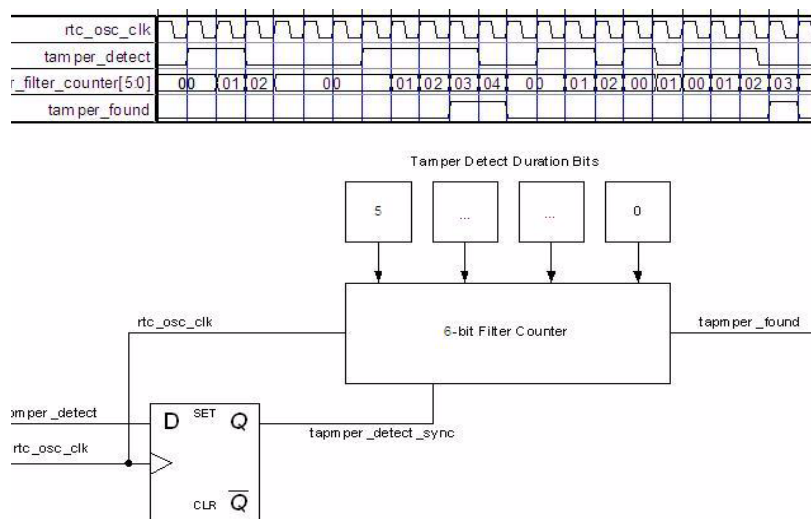 rtc_osc_clk
tamper_detect
r_filter_counter[5:0] 00 01 02 00 01 02 03 04 00 01 02 00 01 00 01 02 03
tamper_found
Tamper Detect Duration Bits
5 ... ... 0
6-bit Filter Counter
rtc_osc_clk
tapmper_found
pmper_detect
rtc_osc_clk
D SET Q
tapmper_detect_sync
CLR Q